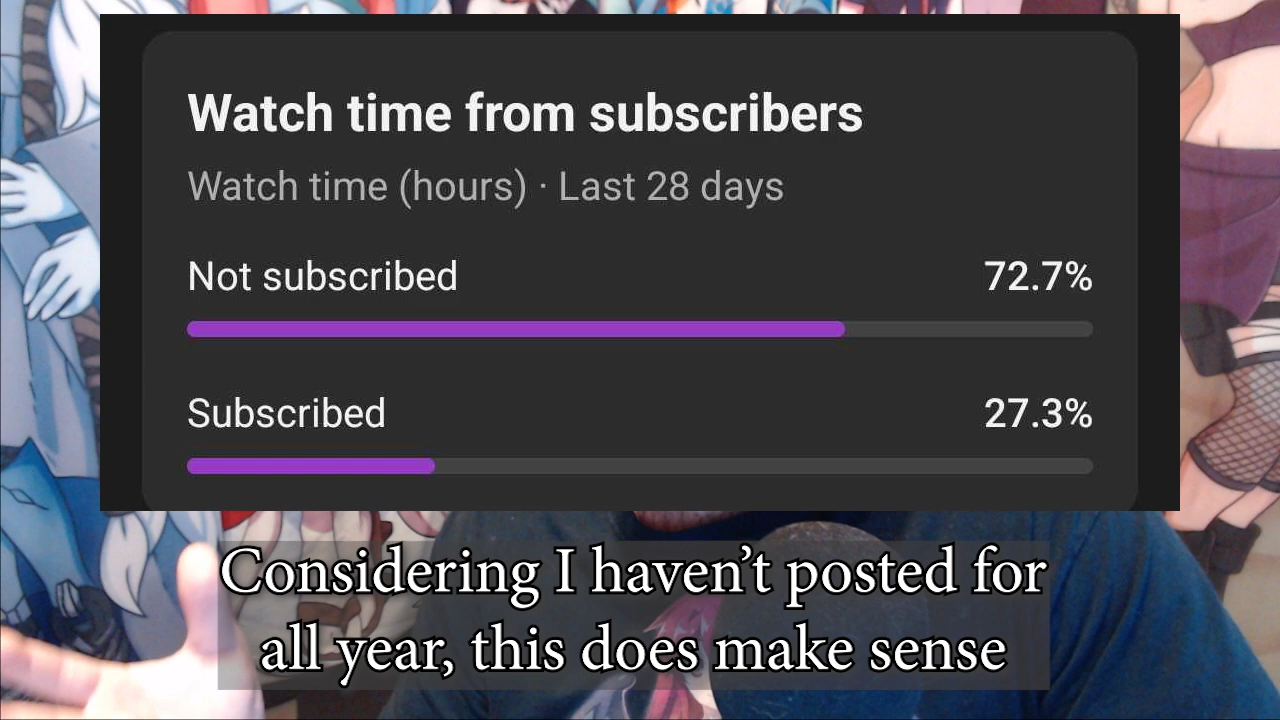 Watch time from subscribers
Watch time (hours) · Last 28 days
Not subscribed 72.7%
Subscribed 27.3%
Considering I haven’t posted for
all year, this does make sense